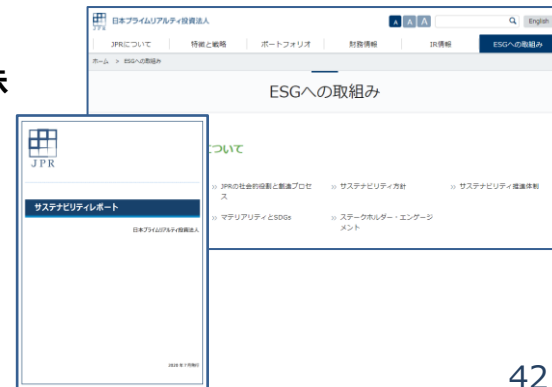 示
JPR
日本プライムリアルティ投資法人
A A A
English
JPRについて 特徴と戦略 ポートフォリオ 財務情報 IR情報 ESGへの取組み
ホーム > ESGへの取組み
ESGへの取組み
ついて
» JPRの社会的役割と創造プロセス
» サステナビリティ方針
» サステナビリティ推進体制
» マテリアリティとSDGs
» ステークホルダー・エンゲージメント
JPR
サステナビリティレポート
日本プライムリアルティ投資法人
42